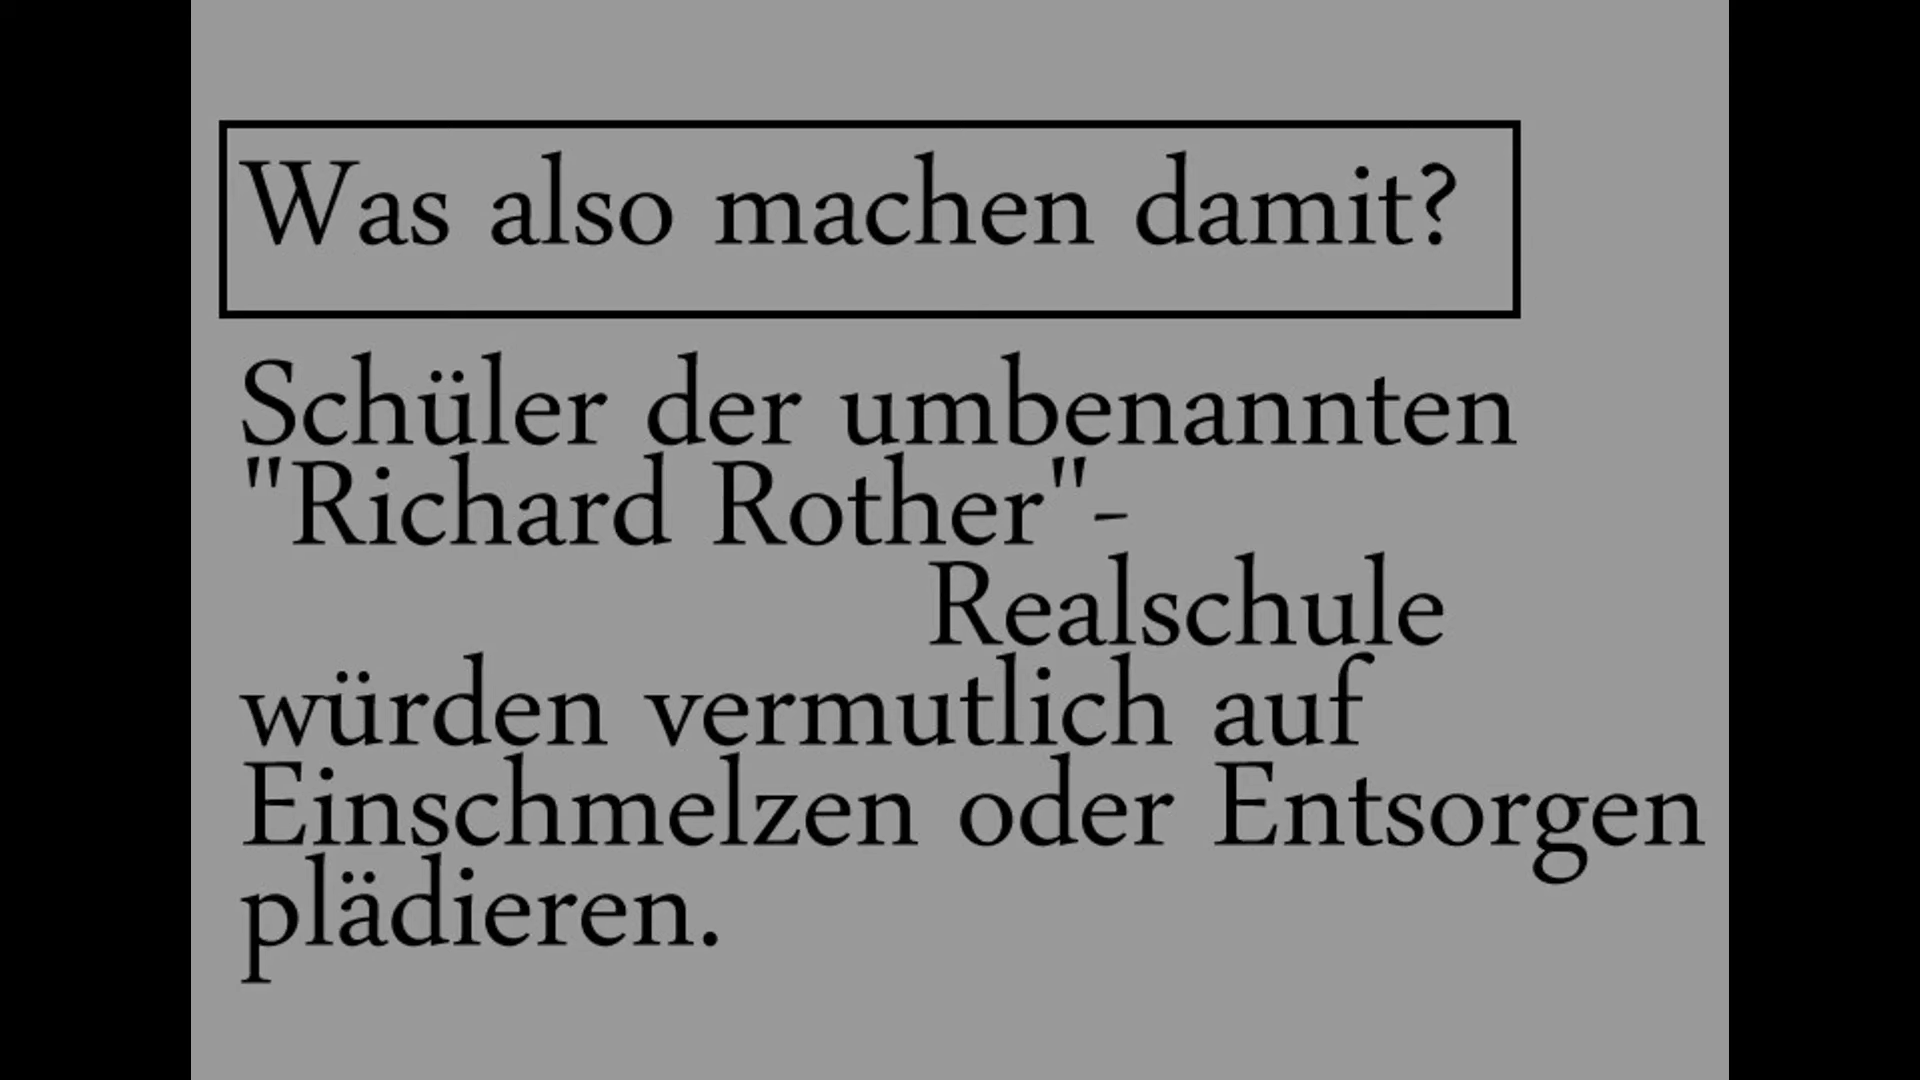 Was also machen damit?
Schüler der umbenannten
"Richard Rother"-
Realschule
würden vermutlich auf
Einschmelzen oder Entsorgen
plädieren.